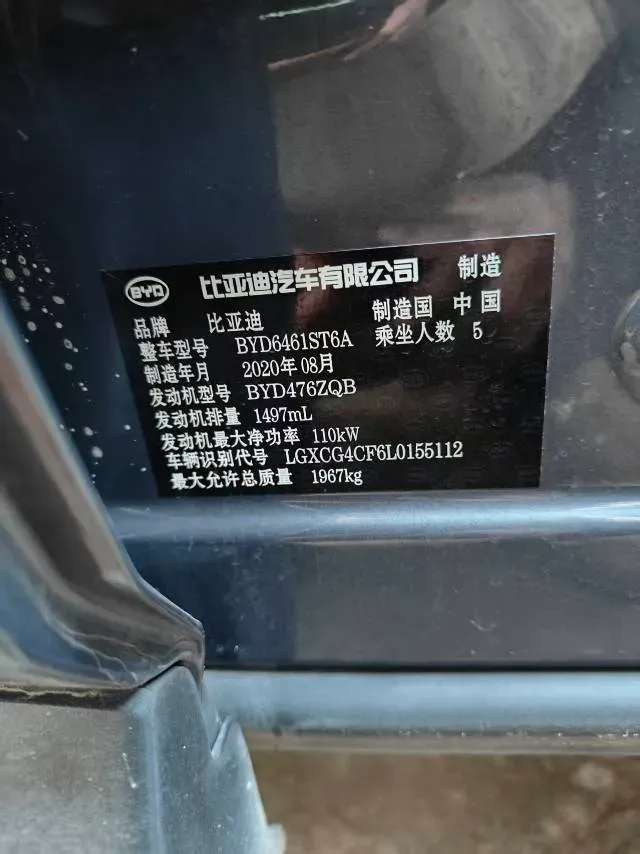 BYD 比亚迪汽车有限公司 制造
品牌 比亚迪 制造国 中国
整车型号 BYD6461ST6A 乘坐人数 5
制造年月 2020年08月
发动机型号 BYD476ZQB
发动机排量 1497mL
发动机最大净功率 110kW
车辆识别代号 LGXCG4CF6L0155112
最大允许总质量 1967kg